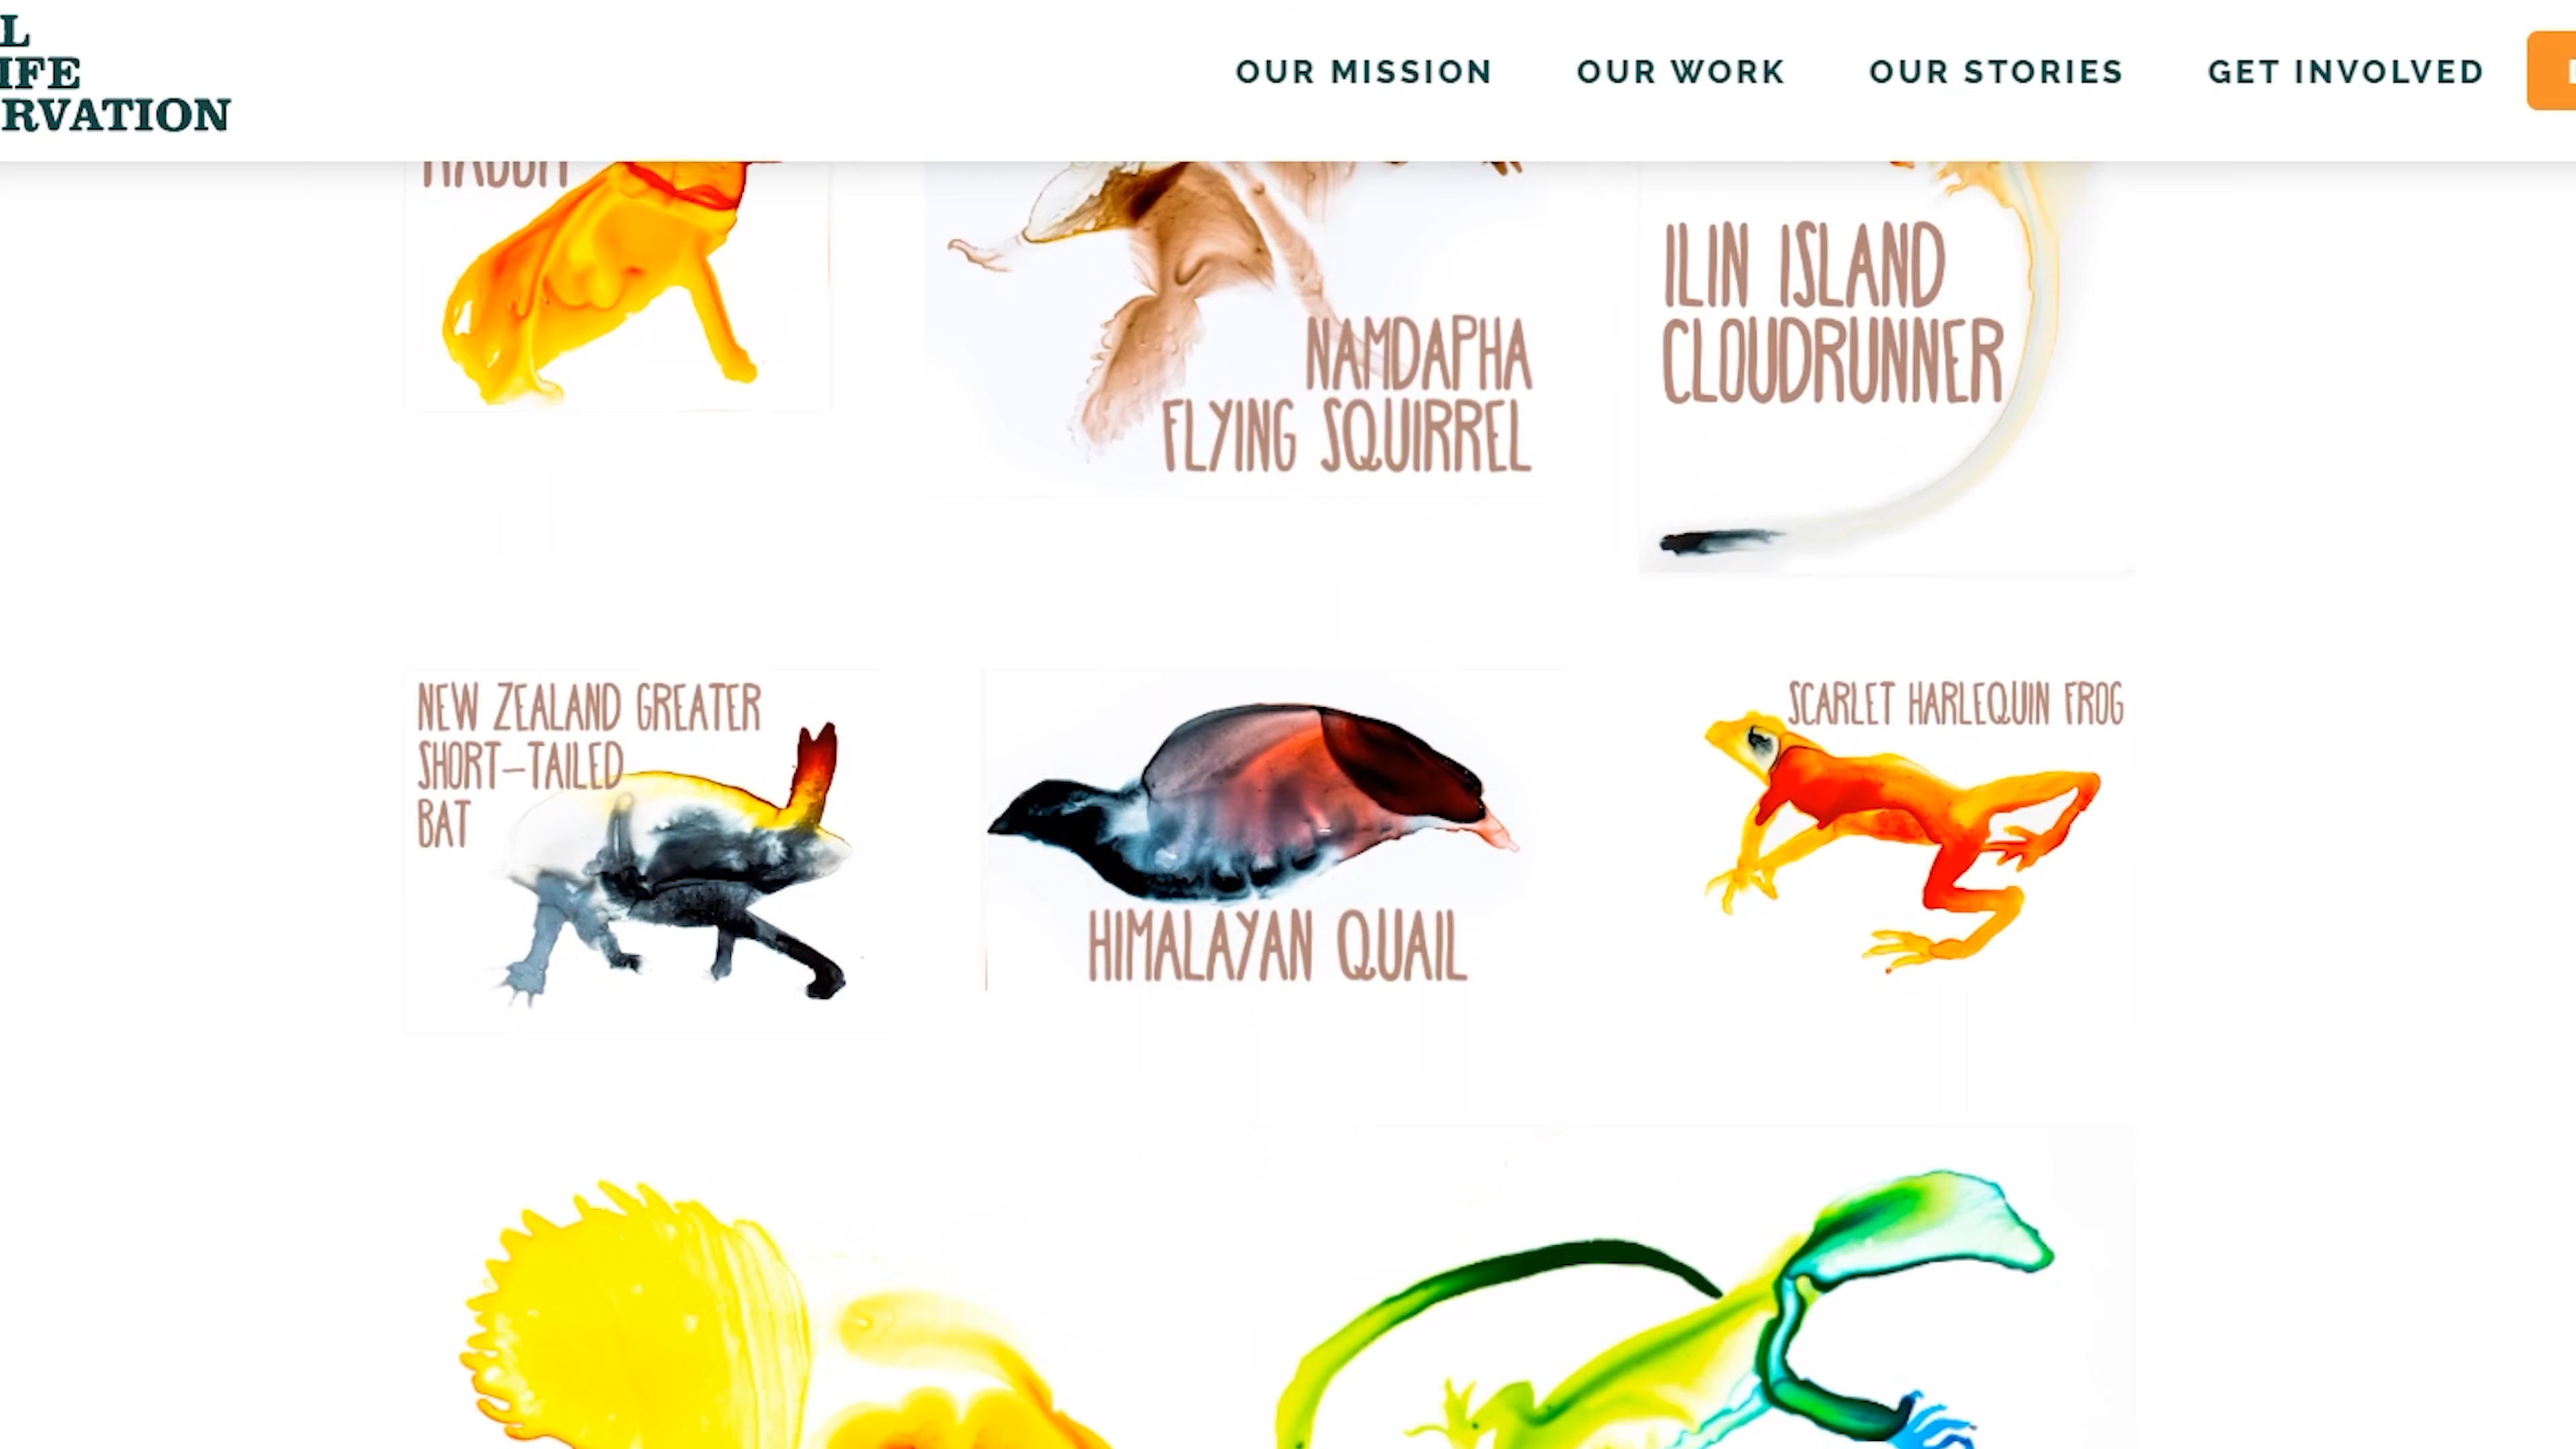 L
IFE
RVATION
OUR MISSION
OUR WORK
OUR STORIES
GET INVOLVED
ILIN ISLAND
CLOUDRUNNER
NAMDAPHA
FLYING SQUIRREL
NEW ZEALAND GREATER
SHORT-TAILED
BAT
HIMALAYAN QUAIL
SCARLET HARLEQUIN FROG